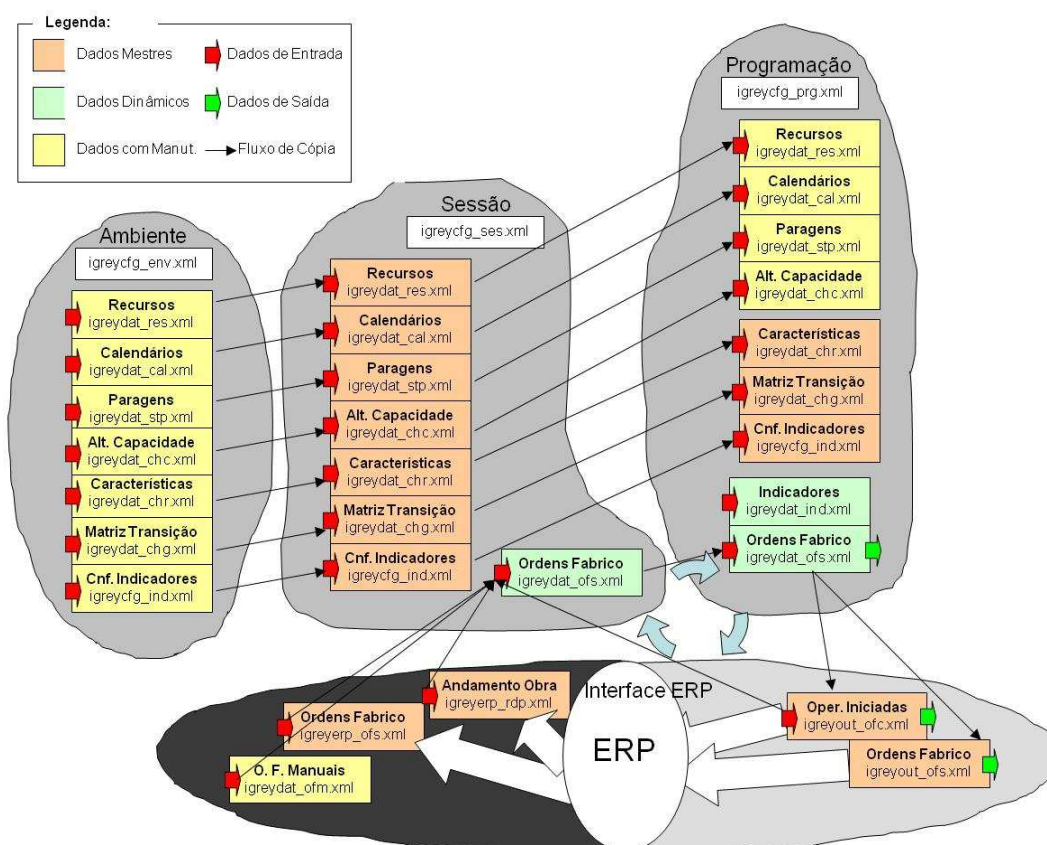 Legenda:
Dados Mestres
Dados de Entrada
Dados Dinâmicos
Dados de Saída
Dados com Manut.
Fluxo de Cópia
Ambiente
igreycfg_env.xml
Recursos
igreydat_res.xml
Calendários
igreydat_cal.xml
Paragens
igreydat_stp.xml
Alt. Capacidade
igreydat_chc.xml
Características
igreydat_chr.xml
Matriz Transição
igreydat_chg.xml
Cnf. Indicadores
igreycfg_ind.xml
Sessão
igreycfg_ses.xml
Recursos
igreydat_res.xml
Calendários
igreydat_cal.xml
Paragens
igreydat_stp.xml
Alt. Capacidade
igreydat_chc.xml
Características
igreydat_chr.xml
Matriz Transição
igreydat_chg.xml
Cnf. Indicadores
igreycfg_ind.xml
Ordens Fabrico
igreydat_ofs.xml
Programação
igreycfg_prg.xml
Recursos
igreydat_res.xml
Calendários
igreydat_cal.xml
Paragens
igreydat_stp.xml
Alt. Capacidade
igreydat_chc.xml
Características
igreydat_chr.xml
Matriz Transição
igreydat_chg.xml
Cnf. Indicadores
igreycfg_ind.xml
Indicadores
igreydat_ind.xml
Ordens Fabrico
igreydat_ofs.xml
Andamento Obra
igreyerp_rdp.xml
Ordens Fabrico
igreyerp_ofs.xml
O. F. Manuais
igreydat_ofm.xml
Interface ERP
ERP
Oper. Iniciadas
igreyout_ofc.xml
Ordens Fabrico
igreyout_ofs.xml